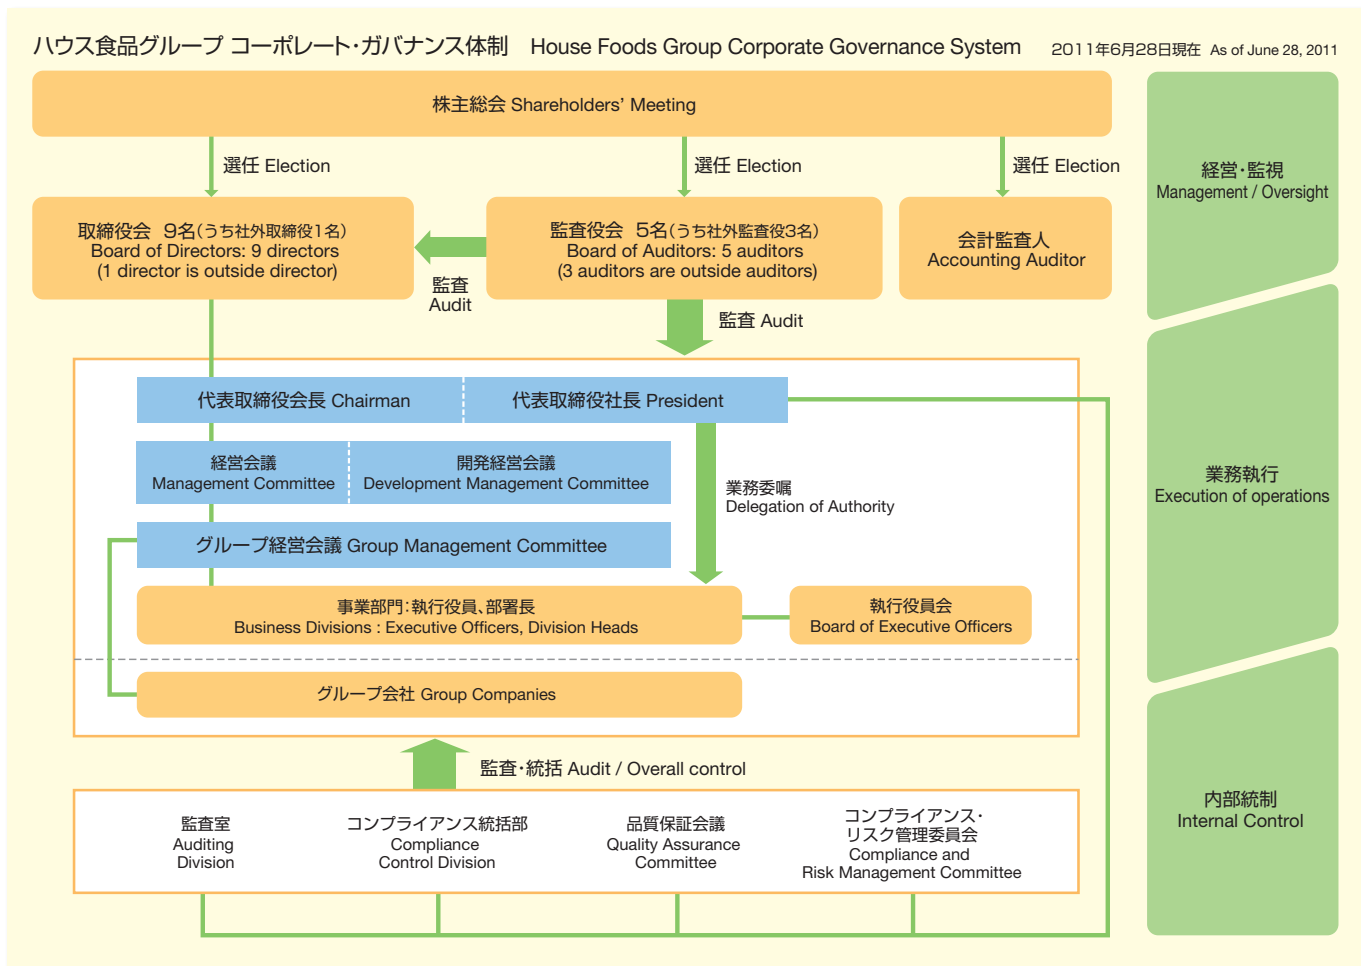 ハウス食品グループ コーポレート・ガバナンス体制 House Foods Group Corporate Governance System 2011年6月28日現在 As of June 28, 2011
株主総会 Shareholders’ Meeting
選任 Election
選任 Election
選任 Election
取締役会 9名(うち社外取締役1名)
Board of Directors: 9 directors
(1 director is outside director)
監査役会 5名(うち社外監査役3名)
Board of Auditors: 5 auditors
(3 auditors are outside auditors)
会計監査人
Accounting Auditor
監査
Audit
監査 Audit
経営・監視
Management / Oversight
代表取締役会長 Chairman
代表取締役社長 President
経営会議
Management Committee
開発経営会議
Development Management Committee
業務委嘱
Delegation of Authority
グループ経営会議 Group Management Committee
事業部門：執行役員、部署長
Business Divisions : Executive Officers, Division Heads
執行役員会
Board of Executive Officers
グループ会社 Group Companies
業務執行
Execution of operations
監査・統括 Audit / Overall control
監査室
Auditing
Division
コンプライアンス統括部
Compliance
Control Division
品質保証会議
Quality Assurance
Committee
コンプライアンス・
リスク管理委員会
Compliance and
Risk Management Committee
内部統制
Internal Control